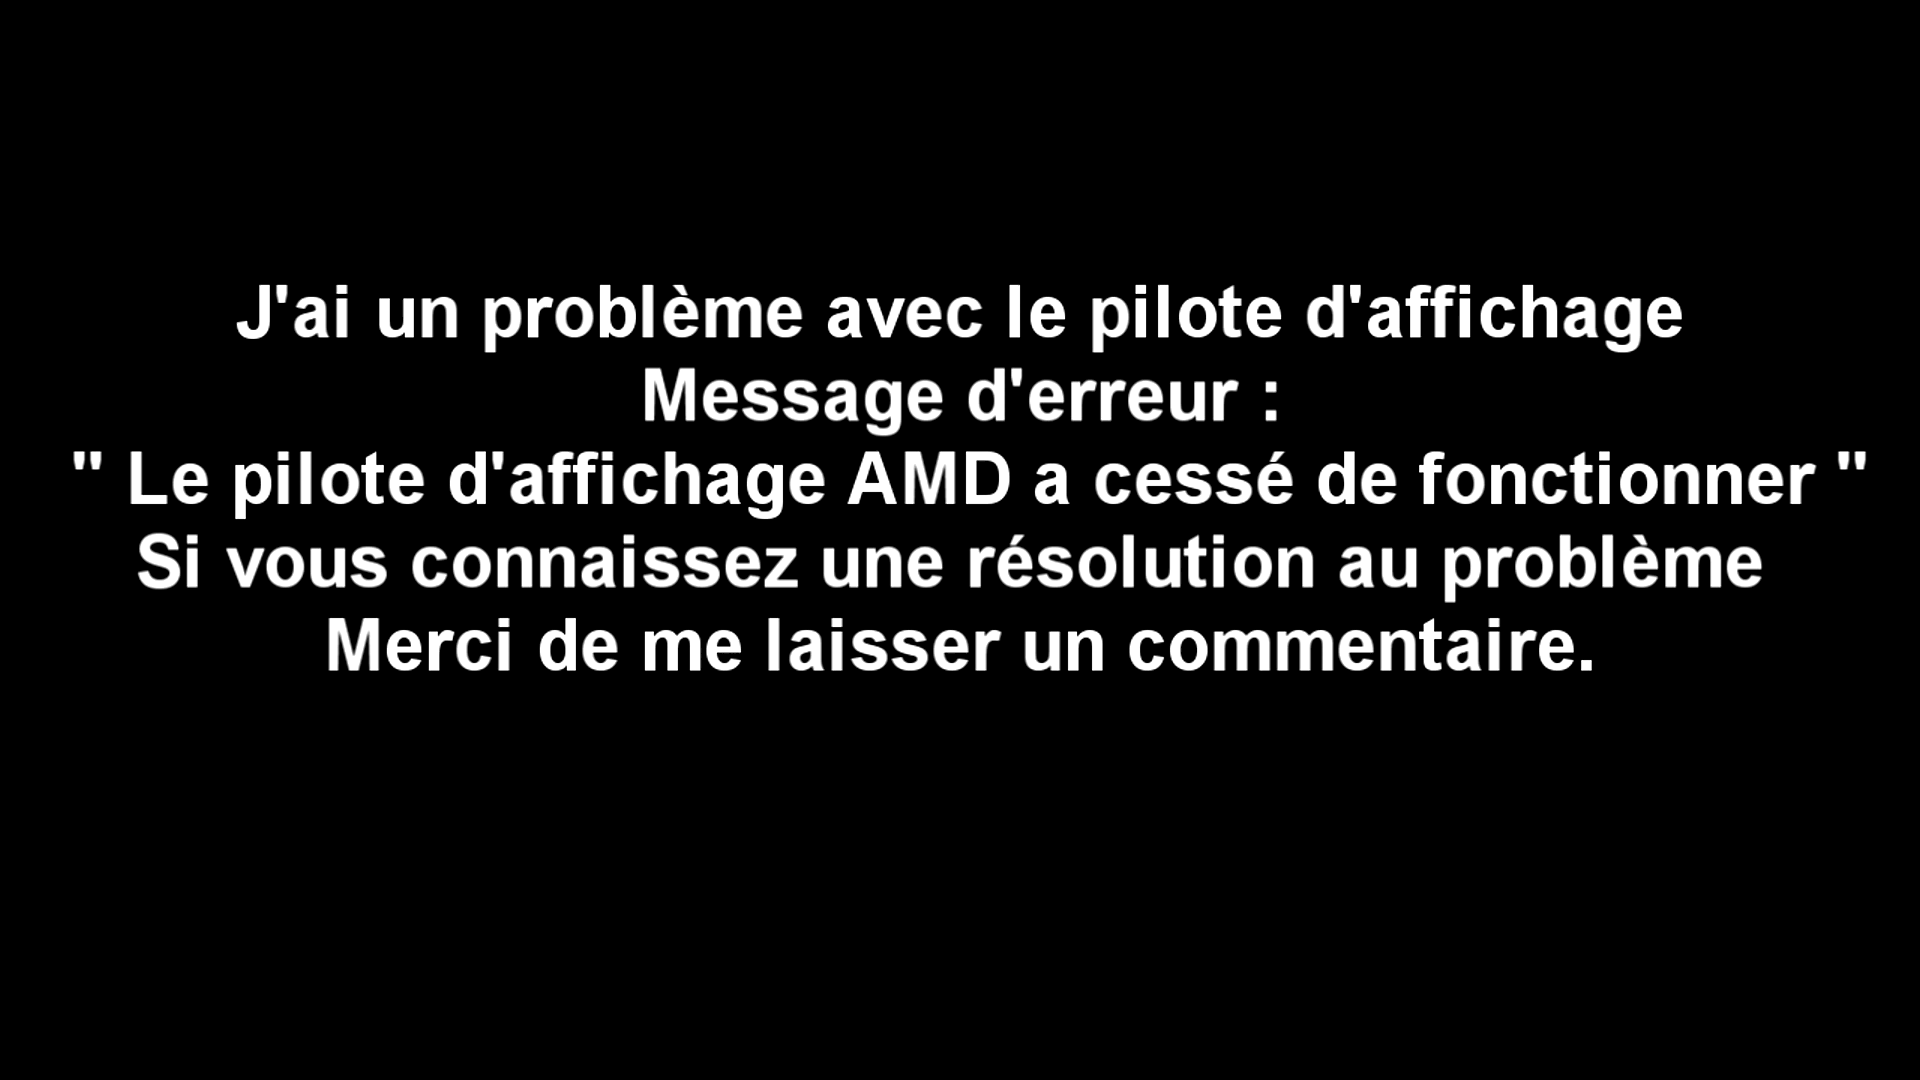 J'ai un problème avec le pilote d'affichage
Message d'erreur :
" Le pilote d'affichage AMD a cessé de fonctionner "
Si vous connaissez une résolution au problème
Merci de me laisser un commentaire.